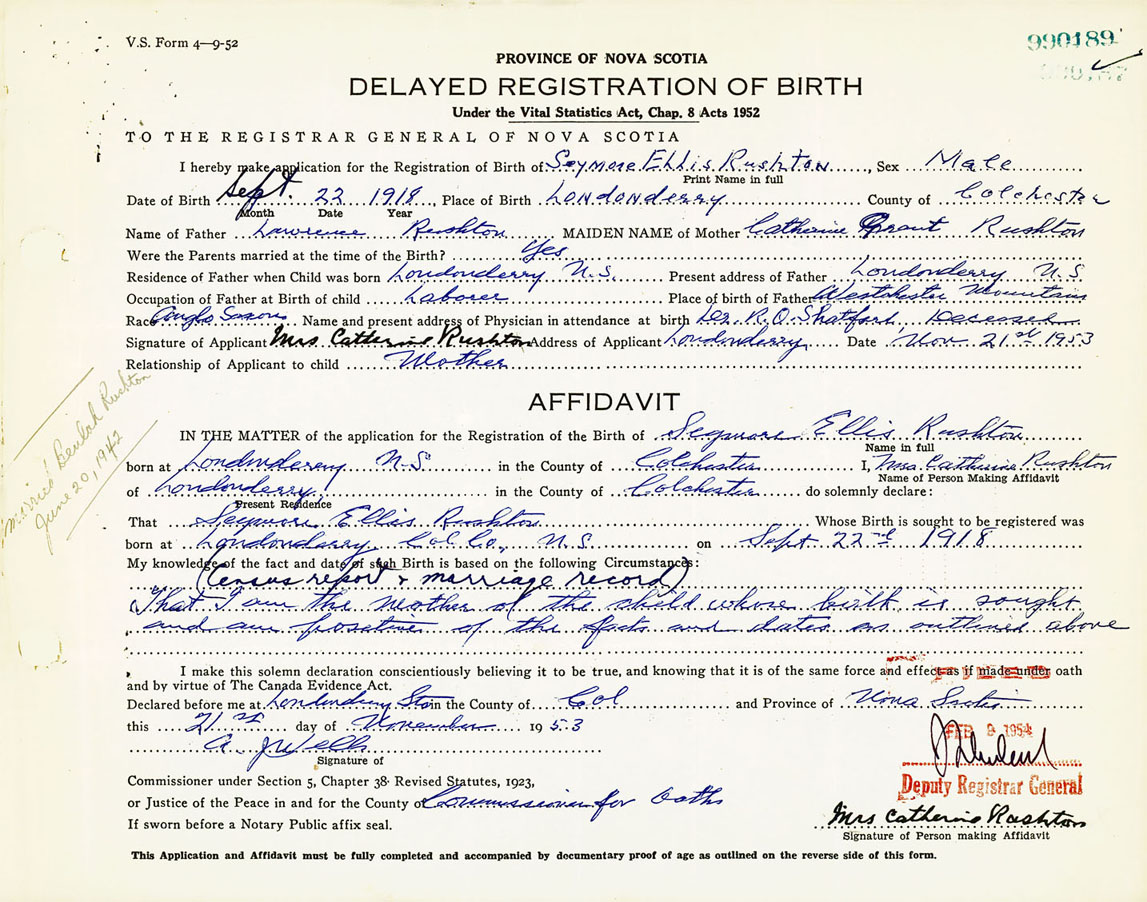 V.S. Form 4—9-52
990189
PROVINCE OF NOVA SCOTIA
DELAYED REGISTRATION OF BIRTH
Under the Vital Statistics Act, Chap. 8 Acts 1952
TO THE REGISTRAR GENERAL OF NOVA SCOTIA
I hereby make application for the Registration of Birth of Seymore Ellis Rushton, Sex Male
Print Name in full
Date of Birth Sept. 22 1918, Place of Birth Londonderry County of Colchester
Month Date Year
Name of Father Lawrence Rushton MAIDEN NAME of Mother Catherine Grant Rushton
Were the Parents married at the time of the Birth? Yes
Residence of Father when Child was born Londonderry N.S. Present address of Father Londonderry N.S
Occupation of Father at Birth of child Laborer Place of birth of Father Westchester Mountain
Race Anglo Saxon Name and present address of Physician in attendance at birth Dr. R.O. Shatford, Deceased
Signature of Applicant Mrs. Catherine Rushton Address of Applicant Londonderry Date Nov. 21st 1953
Relationship of Applicant to child Mother
Married Beulah Rushton
June 20, 1942
AFFIDAVIT
IN THE MATTER of the application for the Registration of the Birth of Seymore Ellis Rushton
Name in full
born at Londonderry N.S. in the County of Colchester I, Mrs. Catherine Rushton
Name of Person Making Affidavit
of Londonderry in the County of Colchester do solemnly declare:
Present Residence
That Seymore Ellis Rushton Whose Birth is sought to be registered was
born at Londonderry Col Co., N.S. on Sept 22nd 1918
My knowledge of the fact and date of such Birth is based on the following Circumstances:
(Census report & marriage record)
That I am the mother of the child whose birth is sought
and am posetive of the facts and dates as outlined above
I make this solemn declaration conscientiously believing it to be true, and knowing that it is of the same force and effect as if made under oath
FILED
and by virtue of The Canada Evidence Act.
Declared before me at Londonderry Stn in the County of Col and Province of Nova Scotia
this 21st day of November 1953
FEB 9 1954
A. J Wells
Signature of
Deputy Registrar General
Commissioner under Section 5, Chapter 38 Revised Statutes, 1923,
or Justice of the Peace in and for the County of Commissioner for Oaths
Mrs Catherine Rushton
If sworn before a Notary Public affix seal.
Signature of Person making Affidavit
This Application and Affidavit must be fully completed and accompanied by documentary proof of age as outlined on the reverse side of this form.